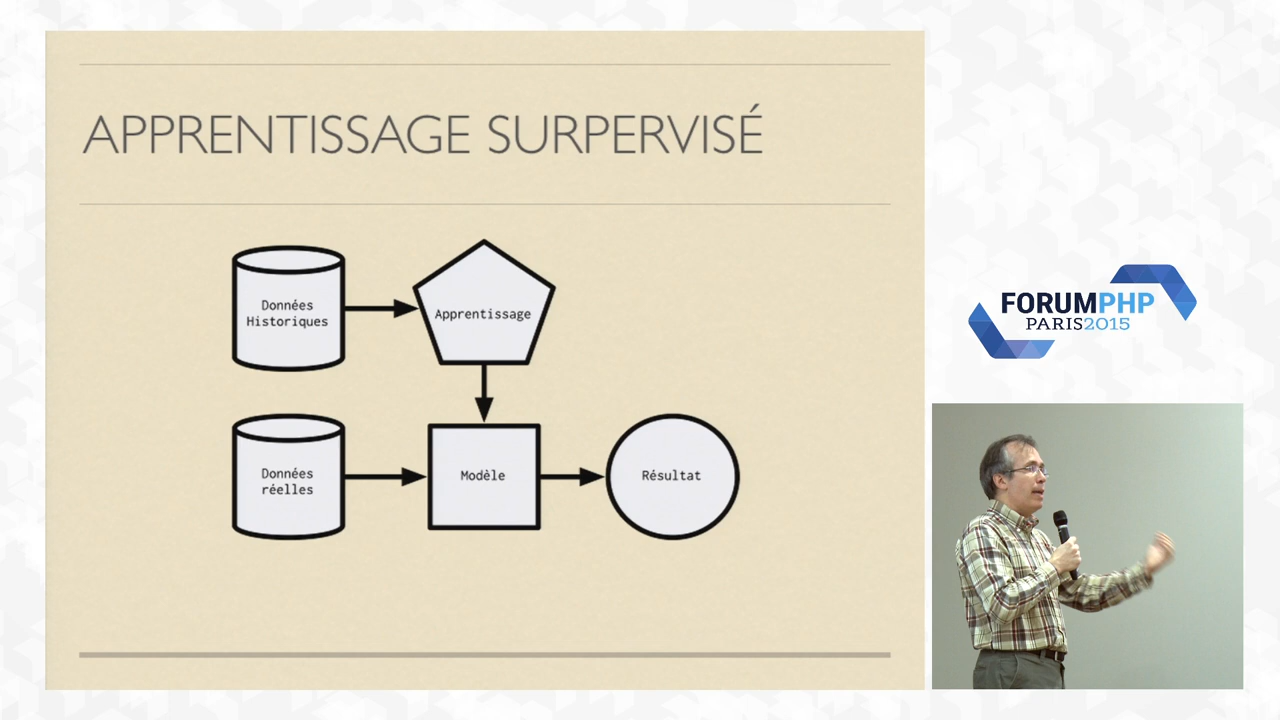 APPRENTISSAGE SURPERVISÉ
Données
Historiques
Apprentissage
Données
réelles
Modèle
Résultat
FORUMPHP
PARIS2015